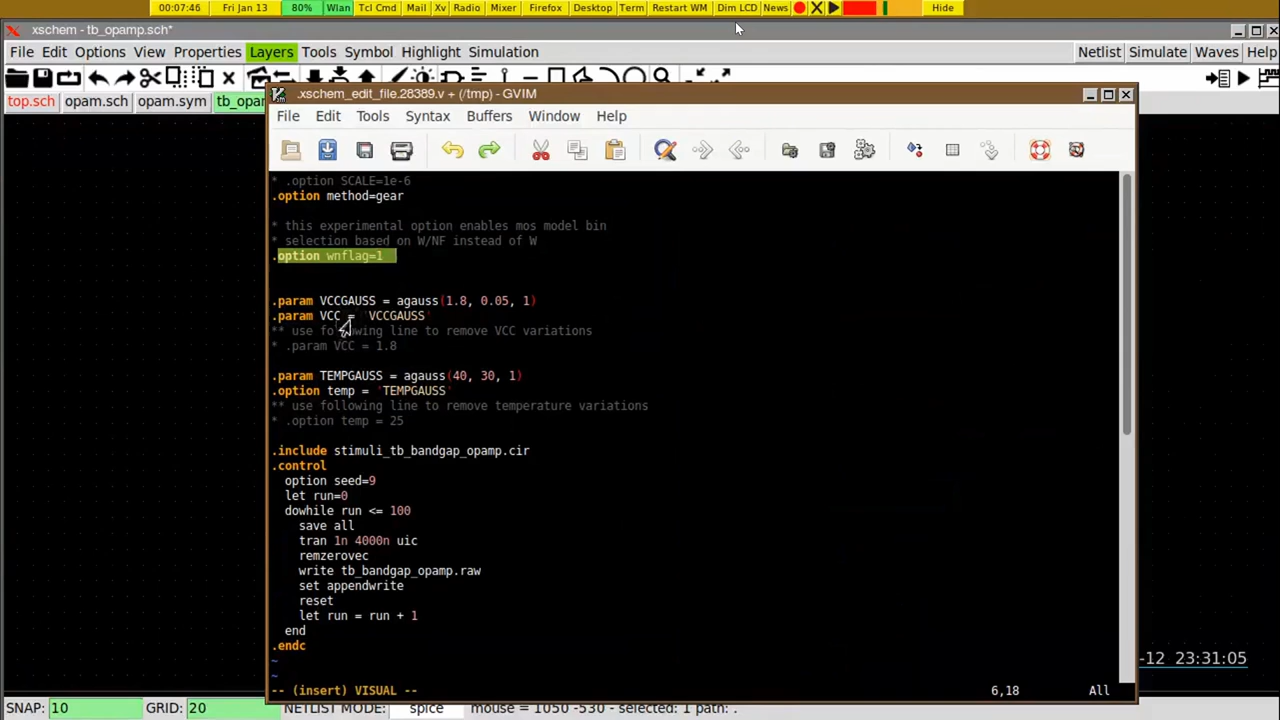 00:07:46 Fri Jan 13 80% Wlan Tcl Cmd Mail Xv Radio Mixer Firefox Desktop Term Restart WM Dim LCD News Hide
xschem - tb_opamp.sch*
File Edit Options View Properties Layers Tools Symbol Highlight Simulation Netlist Simulate Waves Help
top.sch opam.sch opam.sym tb_opar
.xschem_edit_file.28389.v + (/tmp) - GVIM
File Edit Tools Syntax Buffers Window Help
* .option SCALE=1e-6
.option method=gear
* this experimental option enables mos model bin
* selection based on W/NF instead of W
.option wnflag=1
.param VCCGAUSS = agauss(1.8, 0.05, 1)
.param VCC = 'VCCGAUSS'
** use following line to remove VCC variations
* .param VCC = 1.8
.param TEMPGAUSS = agauss(40, 30, 1)
.option temp = 'TEMPGAUSS'
** use following line to remove temperature variations
* .option temp = 25
.include stimuli_tb_bandgap_opamp.cir
.control
option seed=9
let run=0
dowhile run <= 100
save all
tran 1n 4000n uic
remzerovec
write tb_bandgap_opamp.raw
set appendwrite
reset
let run = run + 1
end
.endc
~
~
-- (insert) VISUAL -- 6,18 All
-12 23:31:05
SNAP: 10 GRID: 20 NETLIST MODE: spice mouse = 1050 -530 - selected: 1 path: .